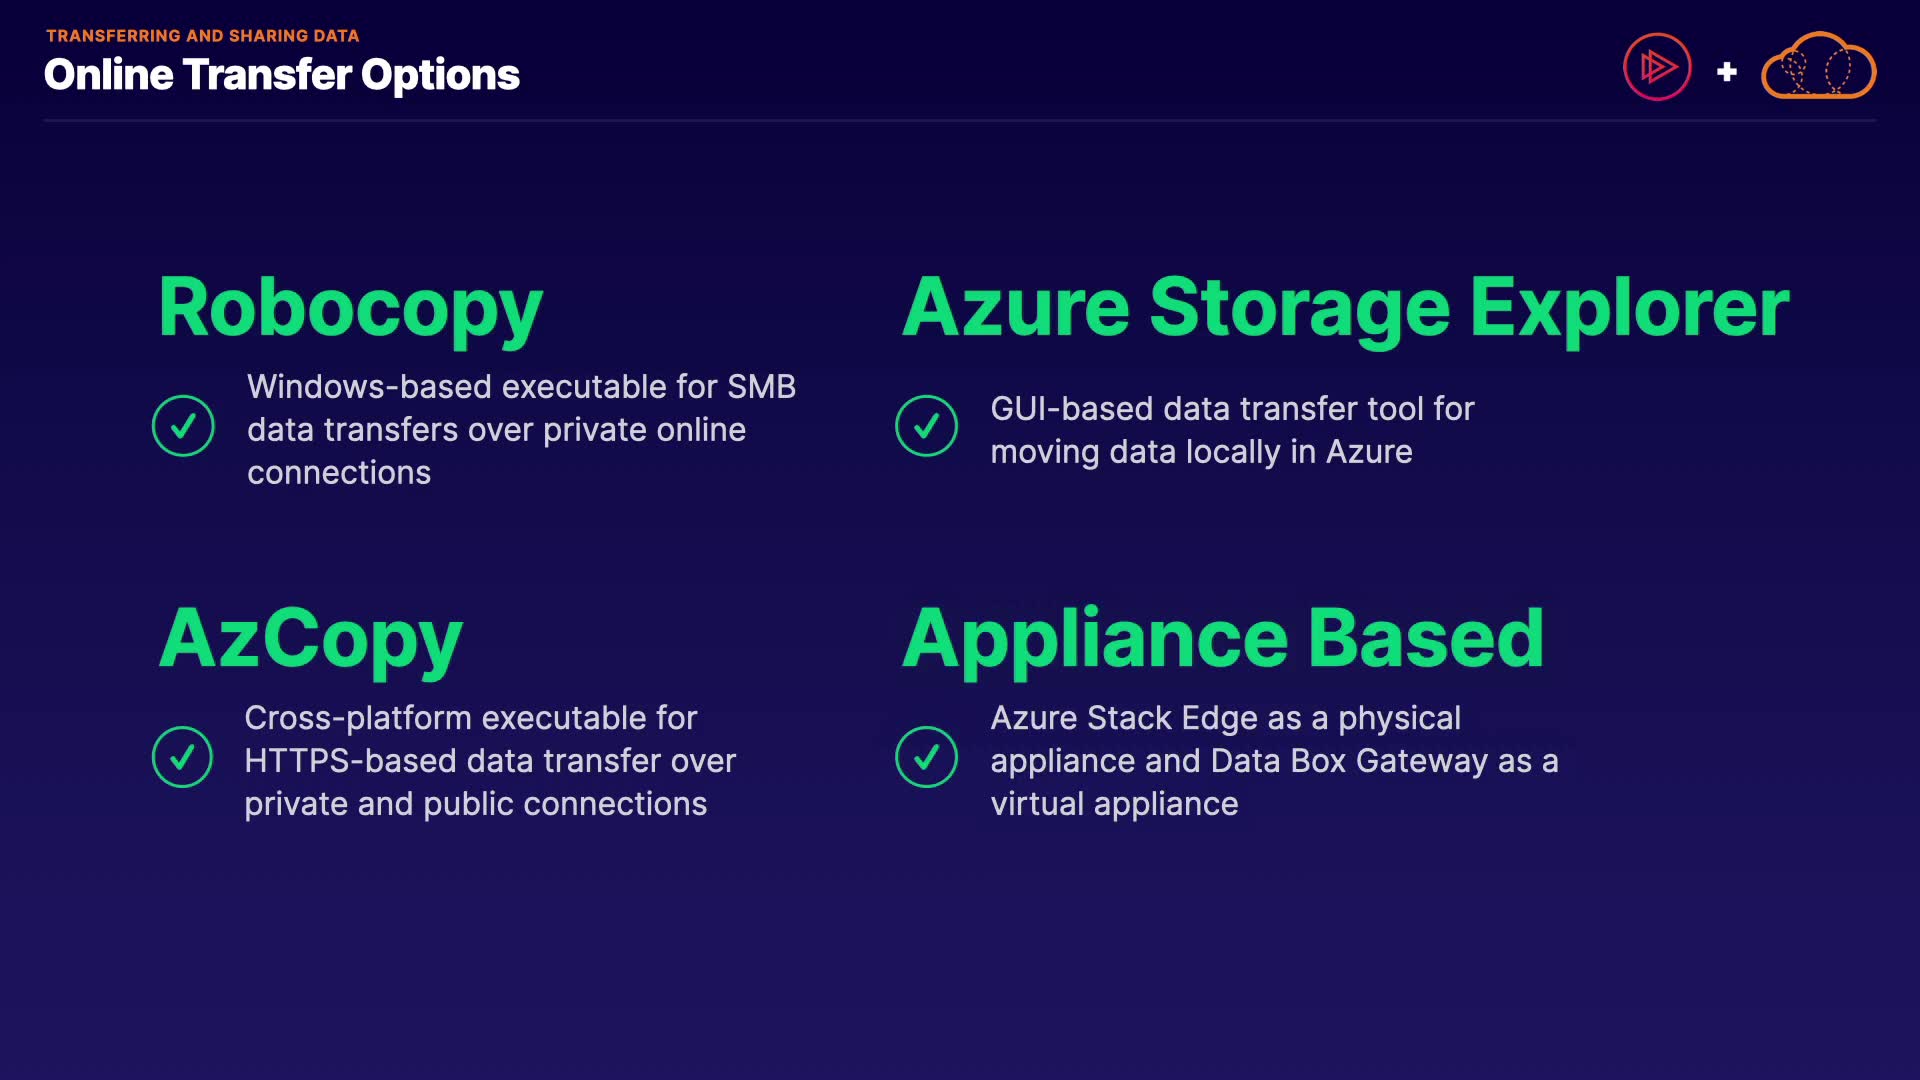 TRANSFERRING AND SHARING DATA
Online Transfer Options
Robocopy
Windows-based executable for SMB
data transfers over private online
connections
Azure Storage Explorer
GUI-based data transfer tool for
moving data locally in Azure
AzCopy
Cross-platform executable for
HTTPS-based data transfer over
private and public connections
Appliance Based
Azure Stack Edge as a physical
appliance and Data Box Gateway as a
virtual appliance